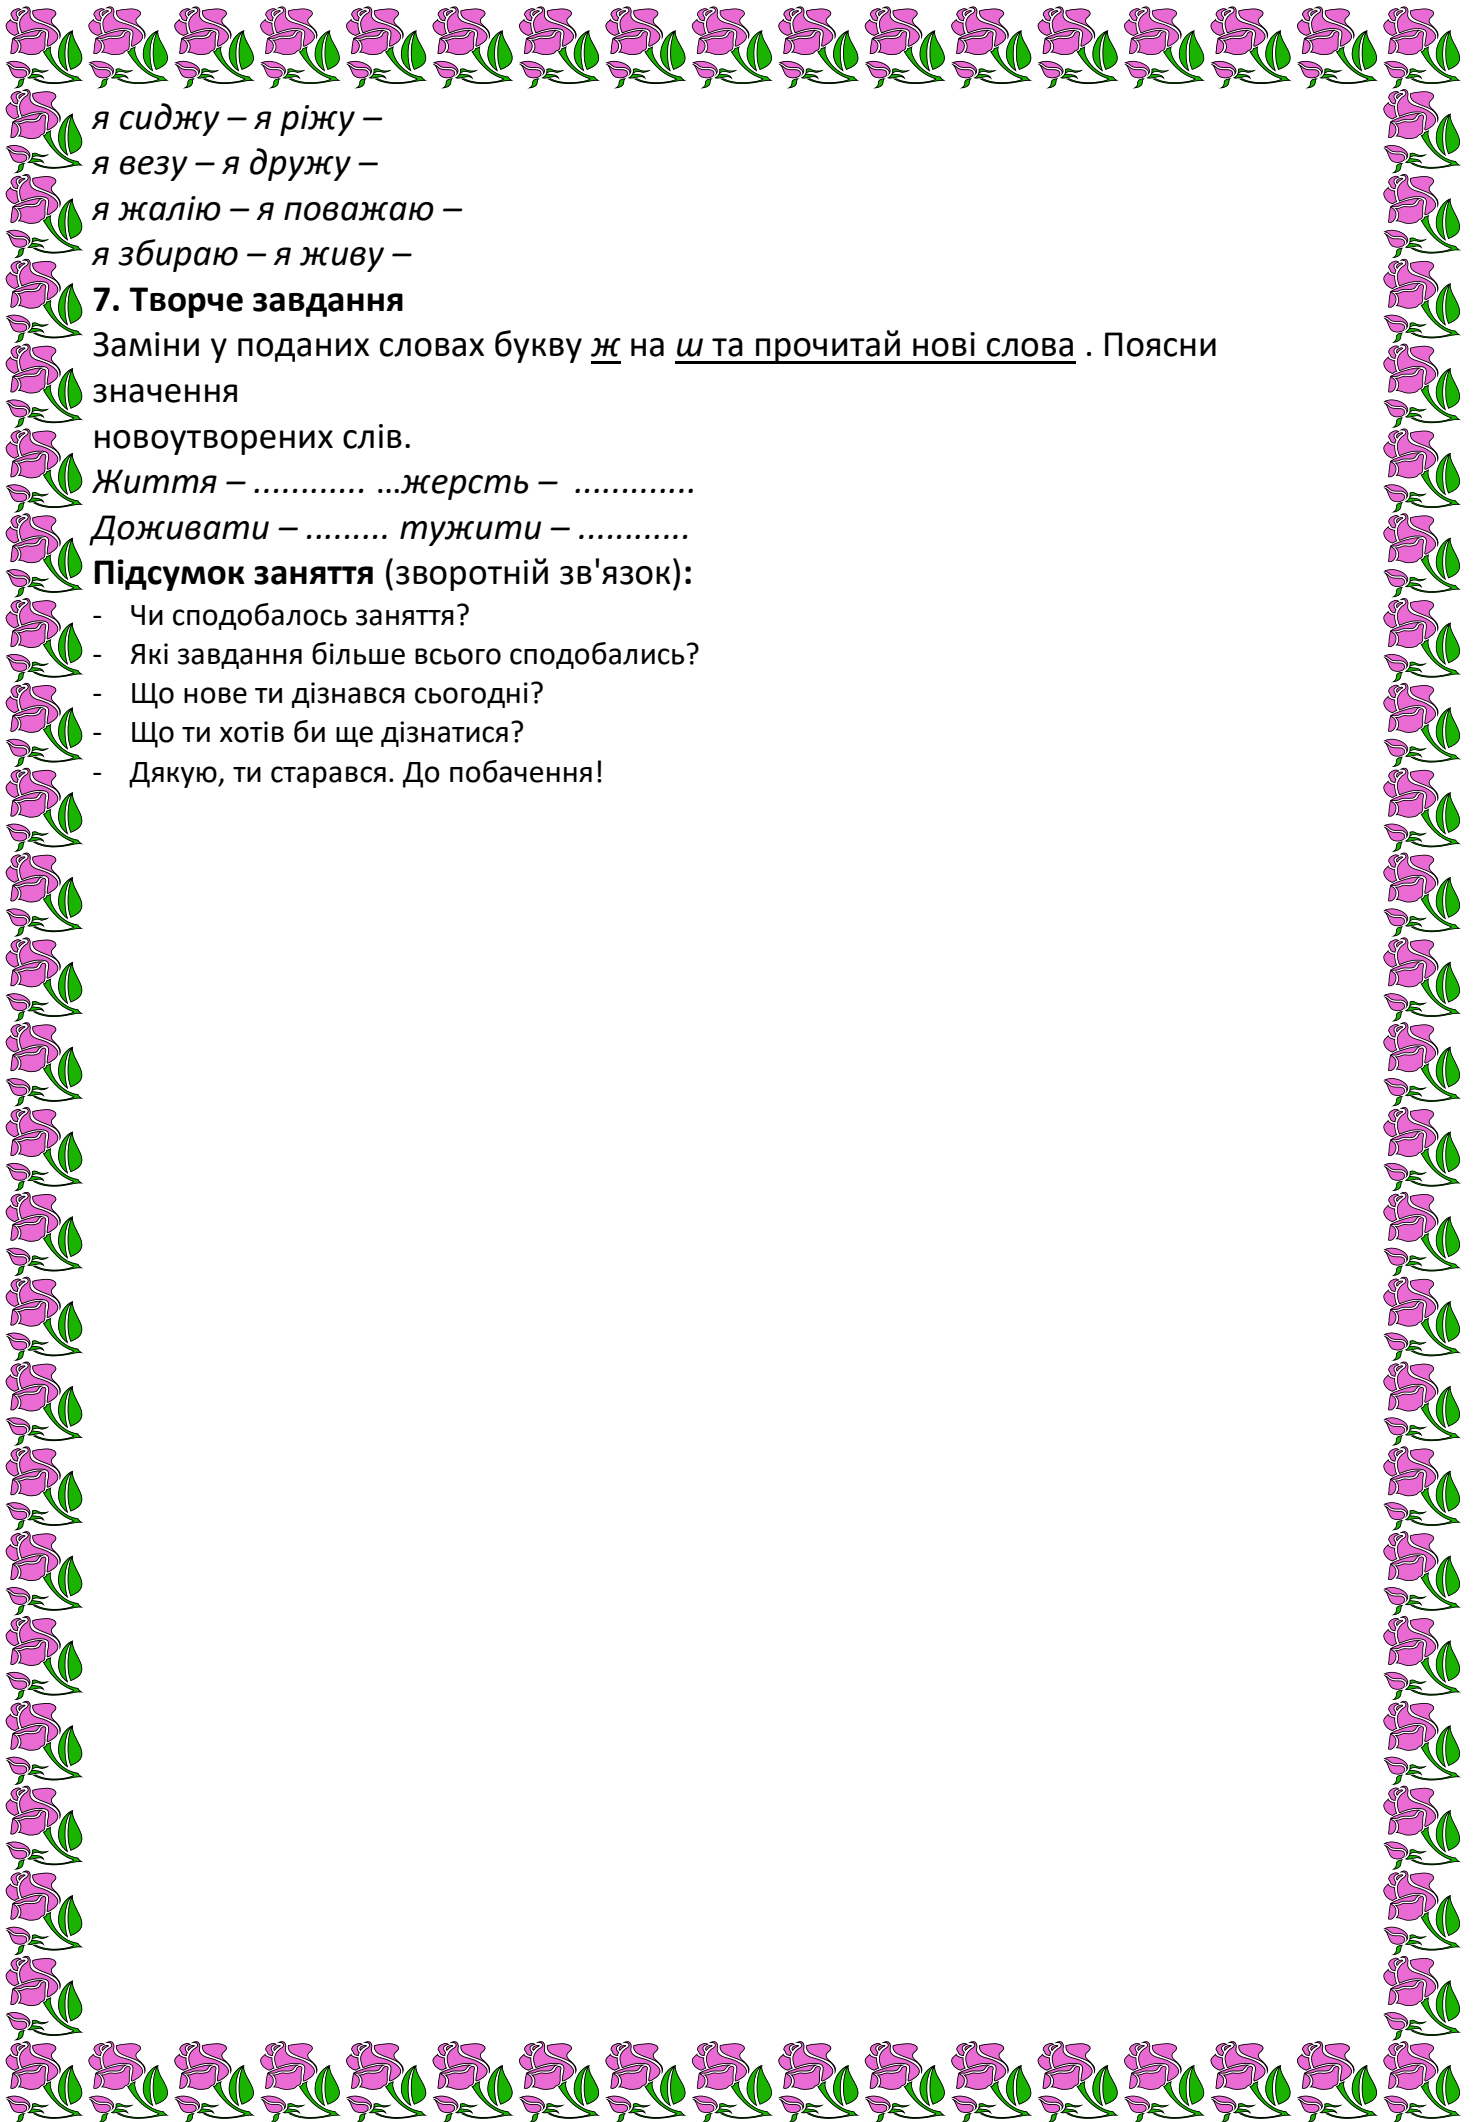 я сиджу – я ріжу –
я везу – я дружу –
я жалію – я поважаю –
я збираю – я живу –
7. Творче завдання
Заміни у поданих словах букву ж на ш та прочитай нові слова . Поясни
значення
новоутворених слів.
Життя – ............ …жерсть –  .............
Доживати – ......... тужити – ............
Підсумок заняття (зворотній зв'язок):
- Чи сподобалось заняття?
- Які завдання більше всього сподобались?
- Що нове ти дізнався сьогодні?
- Що ти хотів би ще дізнатися?
- Дякую, ти старався. До побачення!